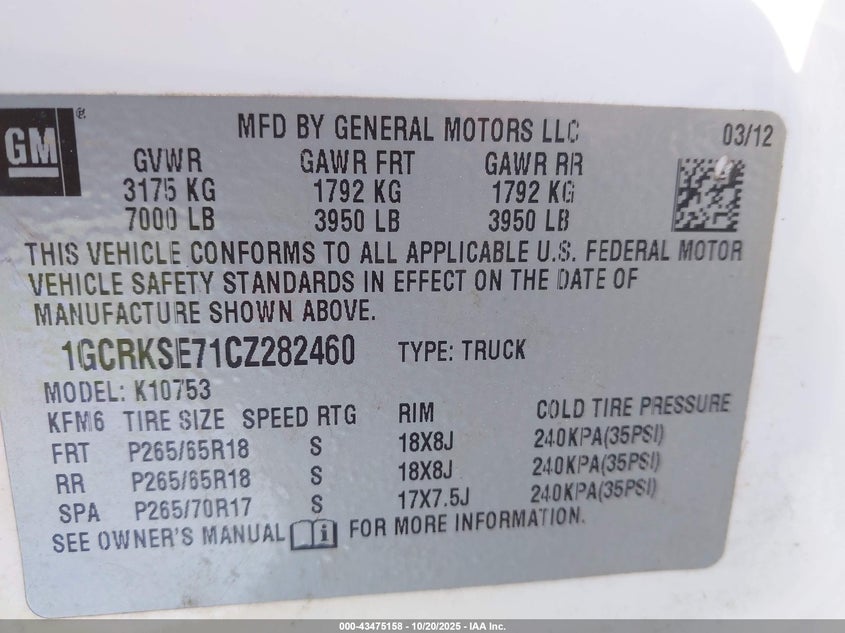 GM®
MFD BY GENERAL MOTORS LLC 03/12
GVWR GAWR FRT GAWR RR
3175 KG 1792 KG 1792 KG
7000 LB 3950 LB 3950 LB
THIS VEHICLE CONFORMS TO ALL APPLICABLE U.S. FEDERAL MOTOR
VEHICLE SAFETY STANDARDS IN EFFECT ON THE DATE OF
MANUFACTURE SHOWN ABOVE.
1GCRKSE71CZ282460 TYPE: TRUCK
MODEL: K10753
KFM6 TIRE SIZE SPEED RTG RIM COLD TIRE PRESSURE
FRT P265/65R18 S 18X8J 240KPA(35PSI)
RR P265/65R18 S 18X8J 240KPA(35PSI)
SPA P265/70R17 S 17X7.5J 240KPA(35PSI)
SEE OWNER'S MANUAL i FOR MORE INFORMATION.
000-43475158 - 10/20/2025 - IAA Inc.